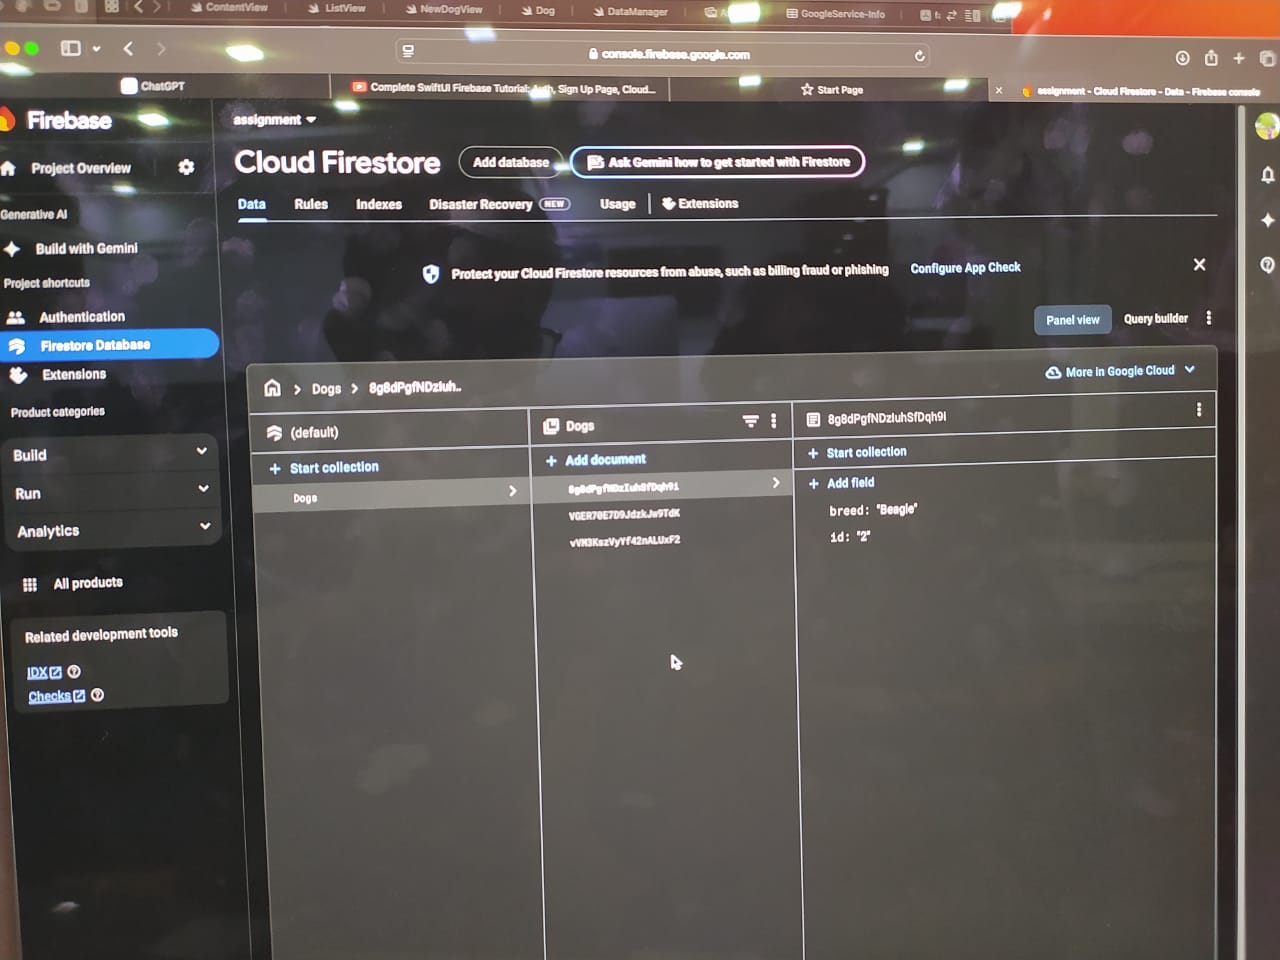 ContentView
ListView
NewDogView
Dog
DataManager
GoogleService-Info
console.firebase.google.com
ChatGPT
Complete SwiftUI Firebase Tutorial: Auth, Sign Up Page, Cloud...
Start Page
assignment - Cloud Firestore - Data - Firebase console
Firebase
assignment
Project Overview
Cloud Firestore
Add database
Ask Gemini how to get started with Firestore
Generative AI
Data
Rules
Indexes
Disaster Recovery NEW
Usage
Extensions
Build with Gemini
Project shortcuts
Protect your Cloud Firestore resources from abuse, such as billing fraud or phishing
Configure App Check
Authentication
Panel view
Query builder
Firestore Database
Extensions
More in Google Cloud
Dogs
8g8dPgfNDzIuh..
Product categories
(default)
Dogs
8g8dPgfNDzIuhSfDqh9i
Build
Start collection
Add document
Start collection
Dogs
8g8dPgfNDzIuhSfDqh9i
Add field
Run
VGER70E7D9JdzkJw9TdK
breed: "Beagle"
Analytics
vVM3KszVyYf42nALUxF2
id: "2"
All products
Related development tools
IDX
Checks